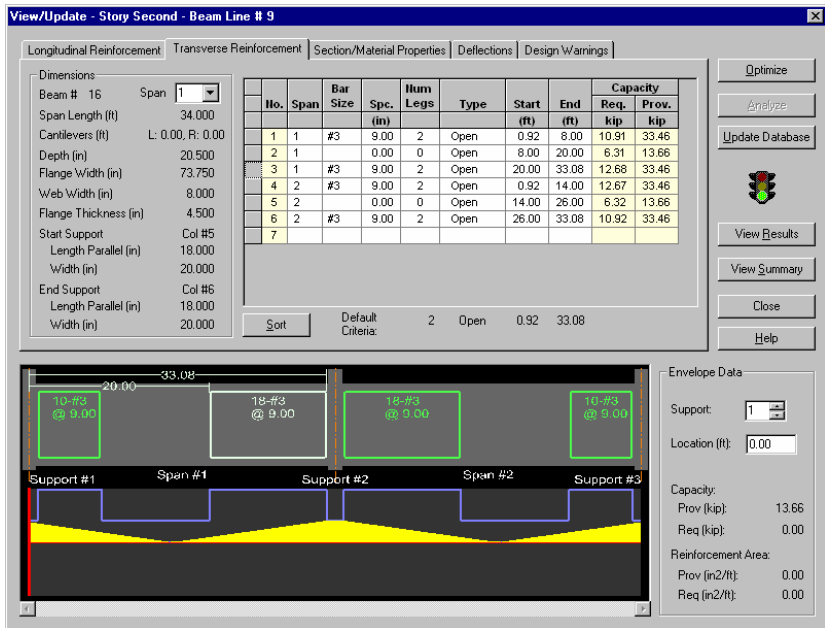 View/Update - Story Second - Beam Line # 9
Longitudinal Reinforcement Transverse Reinforcement Section/Material Properties Deflections Design Warnings
Dimensions
Beam # 16 Span 1
Span Length (ft) 34.000
Cantilevers (ft) L: 0.00, R: 0.00
Depth (in) 20.500
Flange Width (in) 73.750
Web Width (in) 8.000
Flange Thickness (in) 4.500
Start Support Col #5
Length Parallel (in) 18.000
Width (in) 20.000
End Support Col #6
Length Parallel (in) 18.000
Width (in) 20.000
Bar Num Capacity
No. Span Size Spc. Legs Type Start End Req. Prov.
(in) (ft) (ft) kip kip
1 1 #3 9.00 2 Open 0.92 8.00 10.91 33.46
2 1 0.00 0 Open 8.00 20.00 6.31 13.66
3 1 #3 9.00 2 Open 20.00 33.08 12.68 33.46
4 2 #3 9.00 2 Open 0.92 14.00 12.67 33.46
5 2 0.00 0 Open 14.00 26.00 6.32 13.66
6 2 #3 9.00 2 Open 26.00 33.08 10.92 33.46
7
Sort Default Criteria: 2 Open 0.92 33.08
Optimize
Analyze
Update Database
View Results
View Summary
Close
Help
33.08
20.00
10-#3 18-#3 18-#3 10-#3
@ 9.00 @ 9.00 @ 9.00 @ 9.00
Support #1 Span #1 Support #2 Span #2 Support #3
Envelope Data
Support: 1
Location (ft): 0.00
Capacity:
Prov (kip): 13.66
Req (kip): 0.00
Reinforcement Area:
Prov (in2/ft): 0.00
Req (in2/ft): 0.00